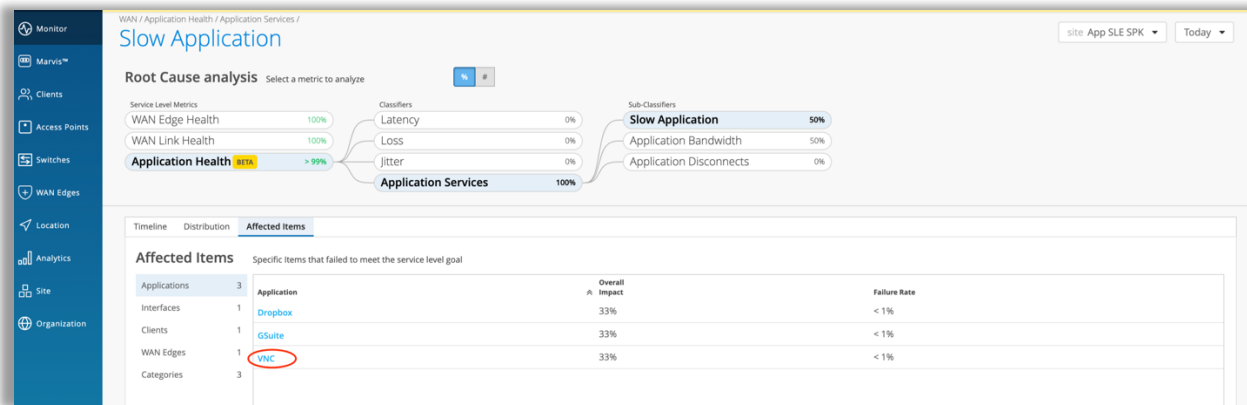 Monitor
Marvis™
Clients
Access Points
Switches
WAN Edges
Location
Analytics
Site
Organization
WAN / Application Health / Application Services /
Slow Application
site App SLE SPK
Today
Root Cause analysis Select a metric to analyze
% #
Service Level Metrics Classifiers Sub-Classifiers
WAN Edge Health 100% Latency 0% Slow Application 50%
WAN Link Health 100% Loss 0% Application Bandwidth 50%
Application Health BETA > 99% Jitter 0% Application Disconnects 0%
Application Services 100%
Timeline Distribution Affected Items
Affected Items Specific items that failed to meet the service level goal
Applications 3
Interfaces 1
Clients 1
WAN Edges 1
Categories 3
Application Overall Impact Failure Rate
Dropbox 33% < 1%
GSuite 33% < 1%
VNC 33% < 1%